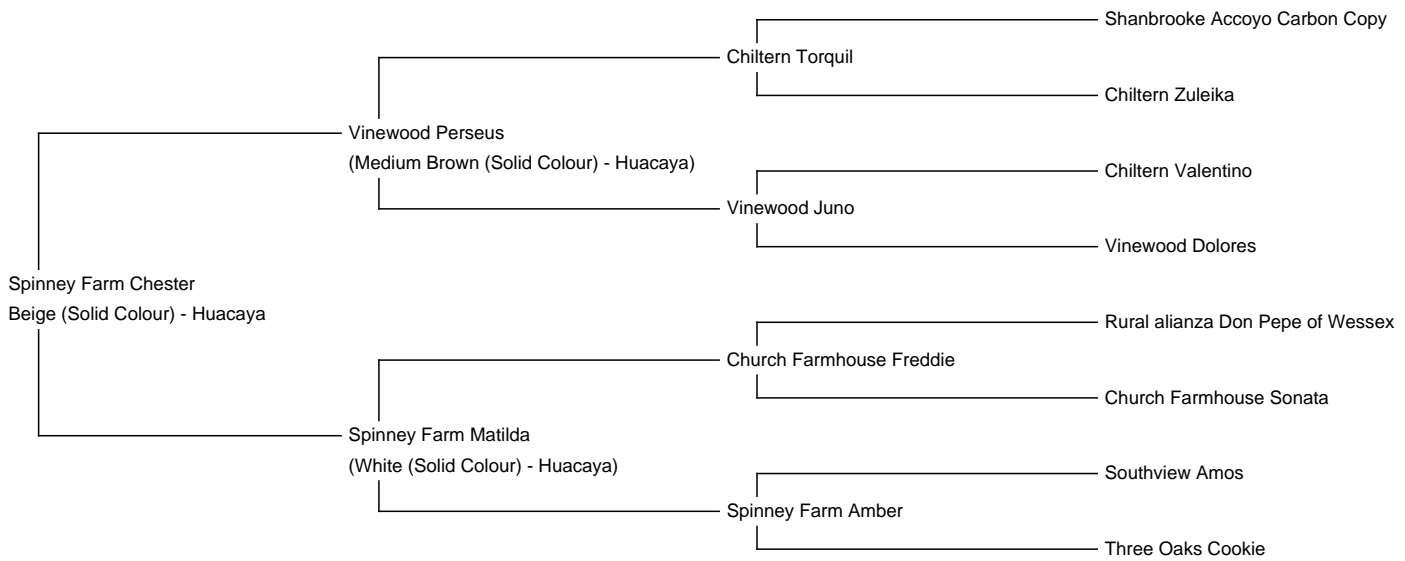 Shanbrooke Accoyo Carbon Copy
Chiltern Torquil
Chiltern Zuleika
Vinewood Perseus
(Medium Brown (Solid Colour) - Huacaya)
Chiltern Valentino
Vinewood Juno
Vinewood Dolores
Spinney Farm Chester
Beige (Solid Colour) - Huacaya
Rural alianza Don Pepe of Wessex
Church Farmhouse Freddie
Church Farmhouse Sonata
Spinney Farm Matilda
(White (Solid Colour) - Huacaya)
Southview Amos
Spinney Farm Amber
Three Oaks Cookie